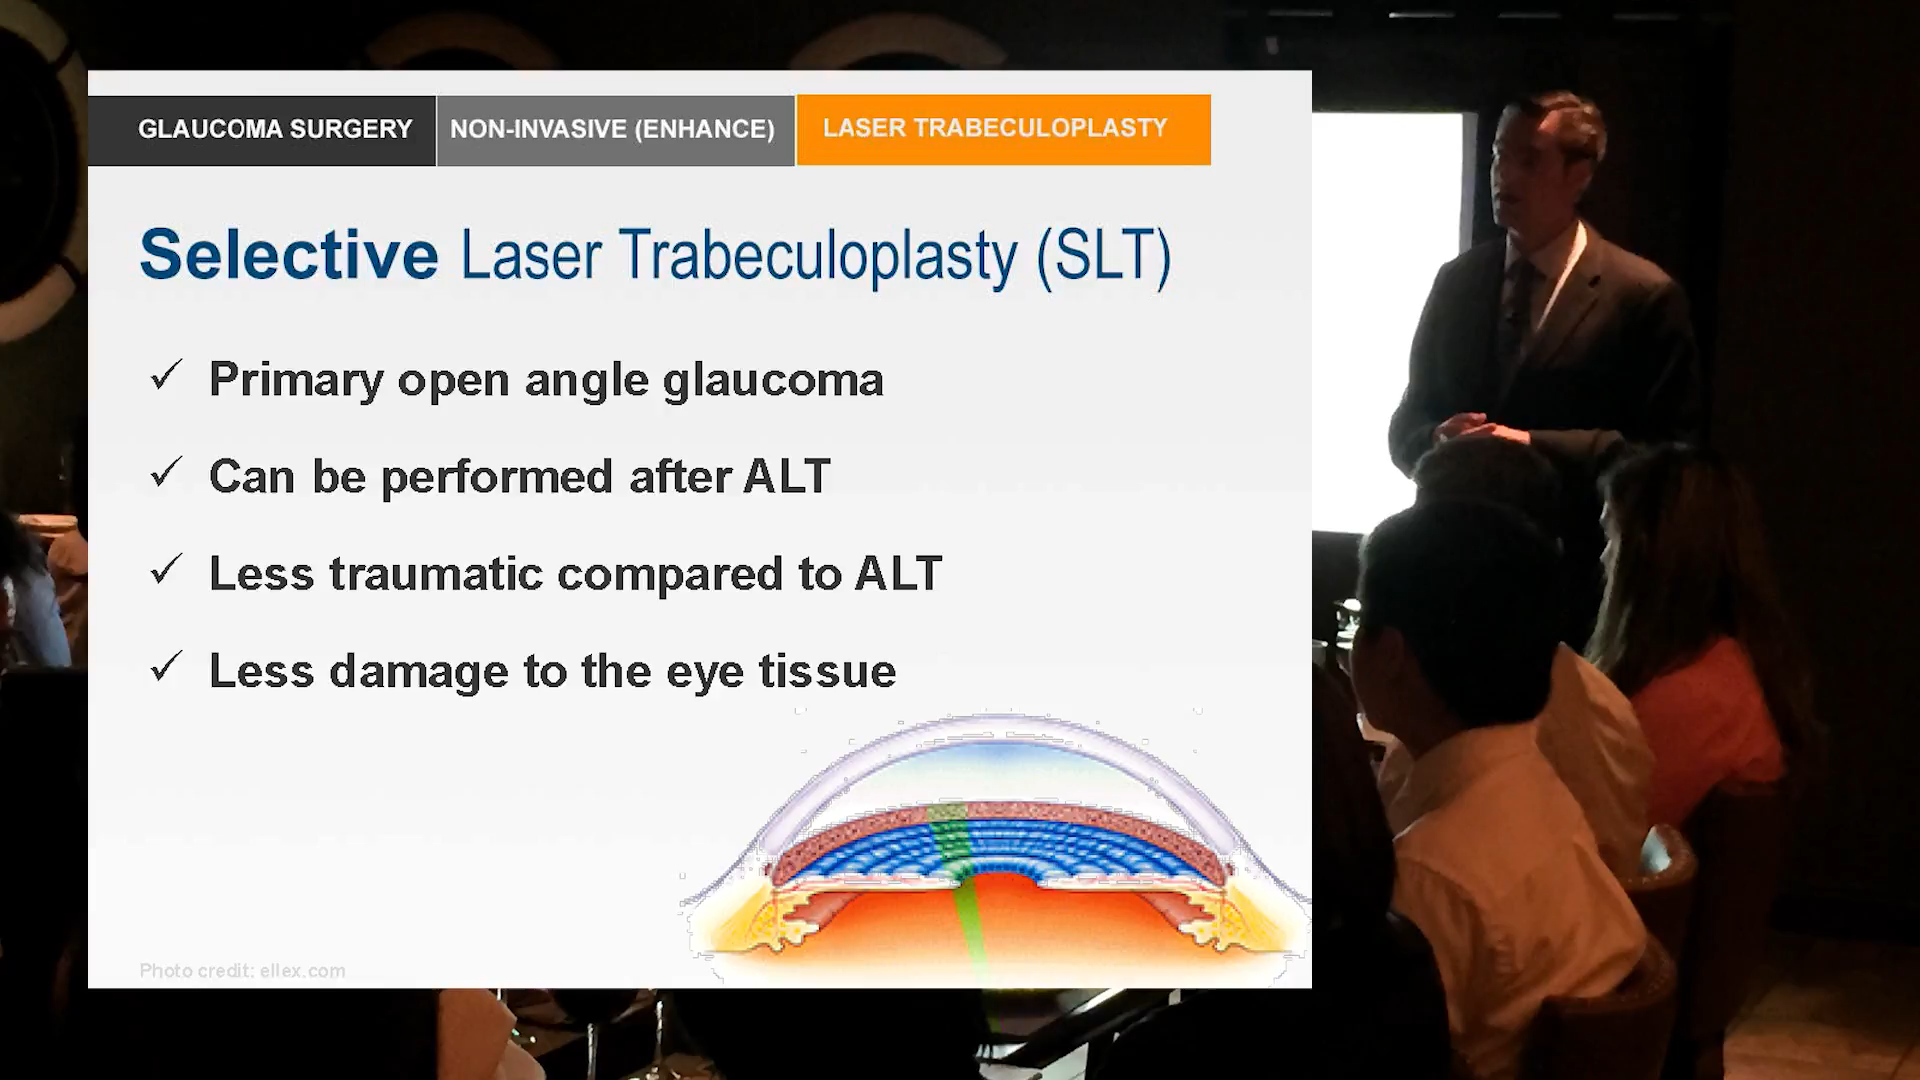 GLAUCOMA SURGERY
NON-INVASIVE (ENHANCE)
LASER TRABECULOPLASTY
Selective Laser Trabeculoplasty (SLT)
Primary open angle glaucoma
Can be performed after ALT
Less traumatic compared to ALT
Less damage to the eye tissue
Photo credit: ellex.com